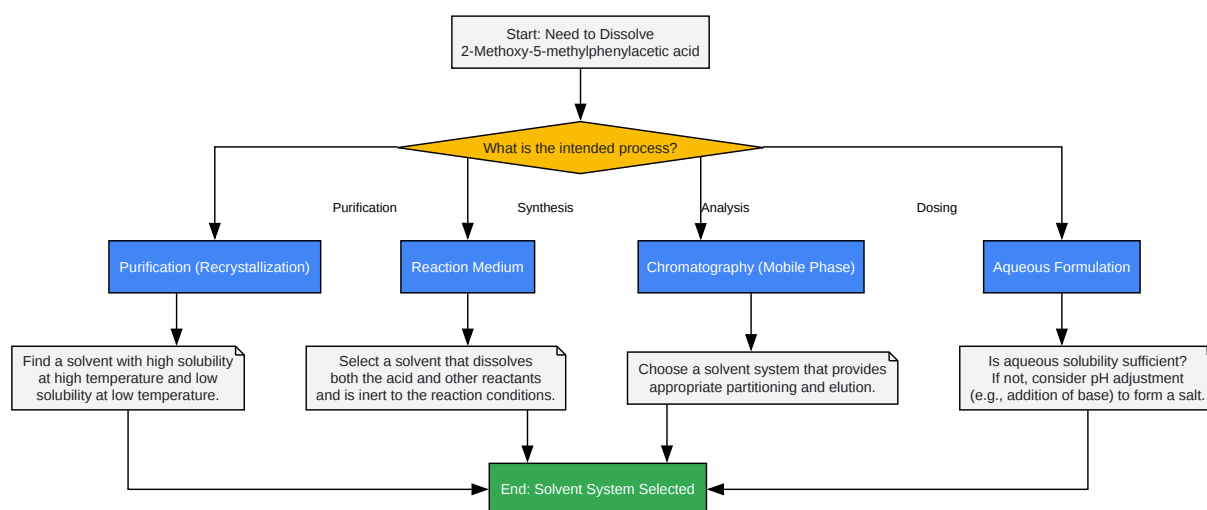 Start: Need to Dissolve
2-Methoxy-5-methylphenylacetic acid
What is the intended process?
Purification
Synthesis
Analysis
Dosing
Purification (Recrystallization)
Reaction Medium
Chromatography (Mobile Phase)
Aqueous Formulation
Find a solvent with high solubility
at high temperature and low
solubility at low temperature.
Select a solvent that dissolves
both the acid and other reactants
and is inert to the reaction conditions.
Choose a solvent system that provides
appropriate partitioning and elution.
Is aqueous solubility sufficient?
If not, consider pH adjustment
(e.g., addition of base) to form a salt.
End: Solvent System Selected